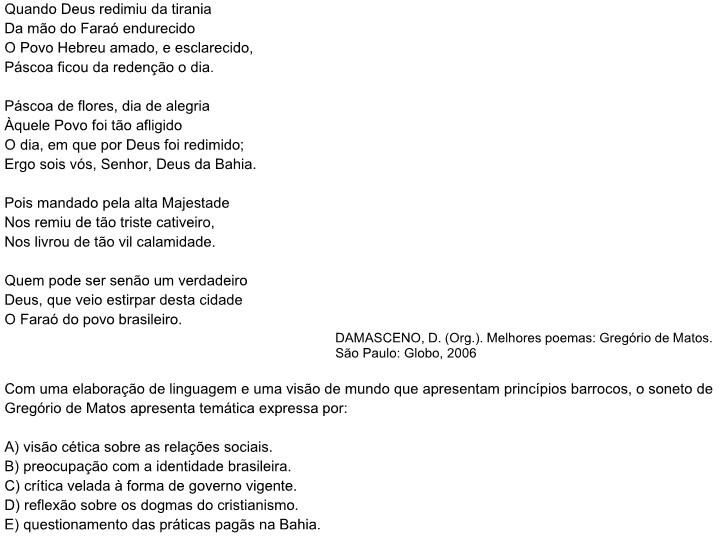 Quando Deus redimiu da tirania
Da mão do Faraó endurecido
O Povo Hebreu amado, e esclarecido,
Páscoa ficou da redenção o dia.
Páscoa de flores, dia de alegria
Àquele Povo foi tão afligido
O dia, em que por Deus foi redimido;
Ergo sois vós, Senhor, Deus da Bahia.
Pois mandado pela alta Majestade
Nos remiu de tão triste cativeiro,
Nos livrou de tão vil calamidade.
Quem pode ser senão um verdadeiro
Deus, que veio estirpar desta cidade
O Faraó do povo brasileiro.
DAMASCENO, D. (Org.). Melhores poemas: Gregório de Matos.
São Paulo: Globo, 2006
Com uma elaboração de linguagem e uma visão de mundo que apresentam princípios barrocos, o soneto de
Gregório de Matos apresenta temática expressa por:
A) visão cética sobre as relações sociais.
B) preocupação com a identidade brasileira.
C) crítica velada à forma de governo vigente.
D) reflexão sobre os dogmas do cristianismo.
E) questionamento das práticas pagãs na Bahia.